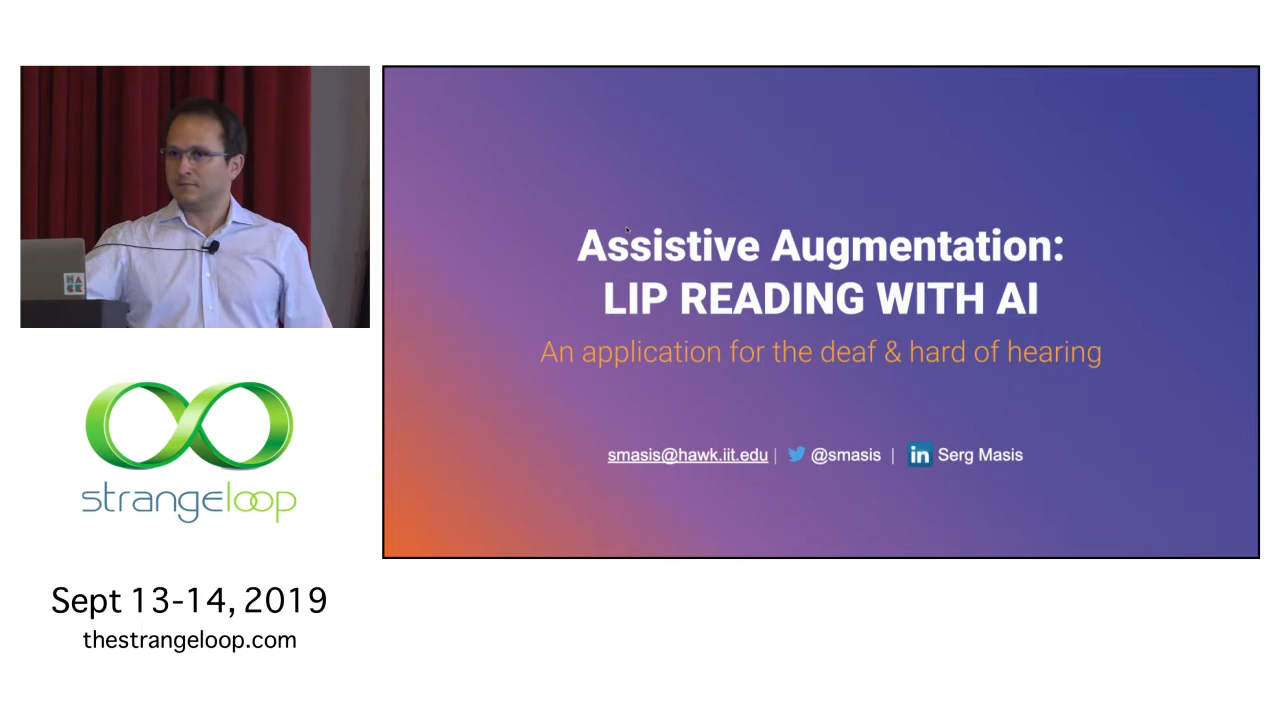 Assistive Augmentation:
LIP READING WITH AI
An application for the deaf & hard of hearing
smasis@hawk.iit.edu | @smasis | in Serg Masis
HACK
strangeloop
Sept 13-14, 2019
thestrangeloop.com